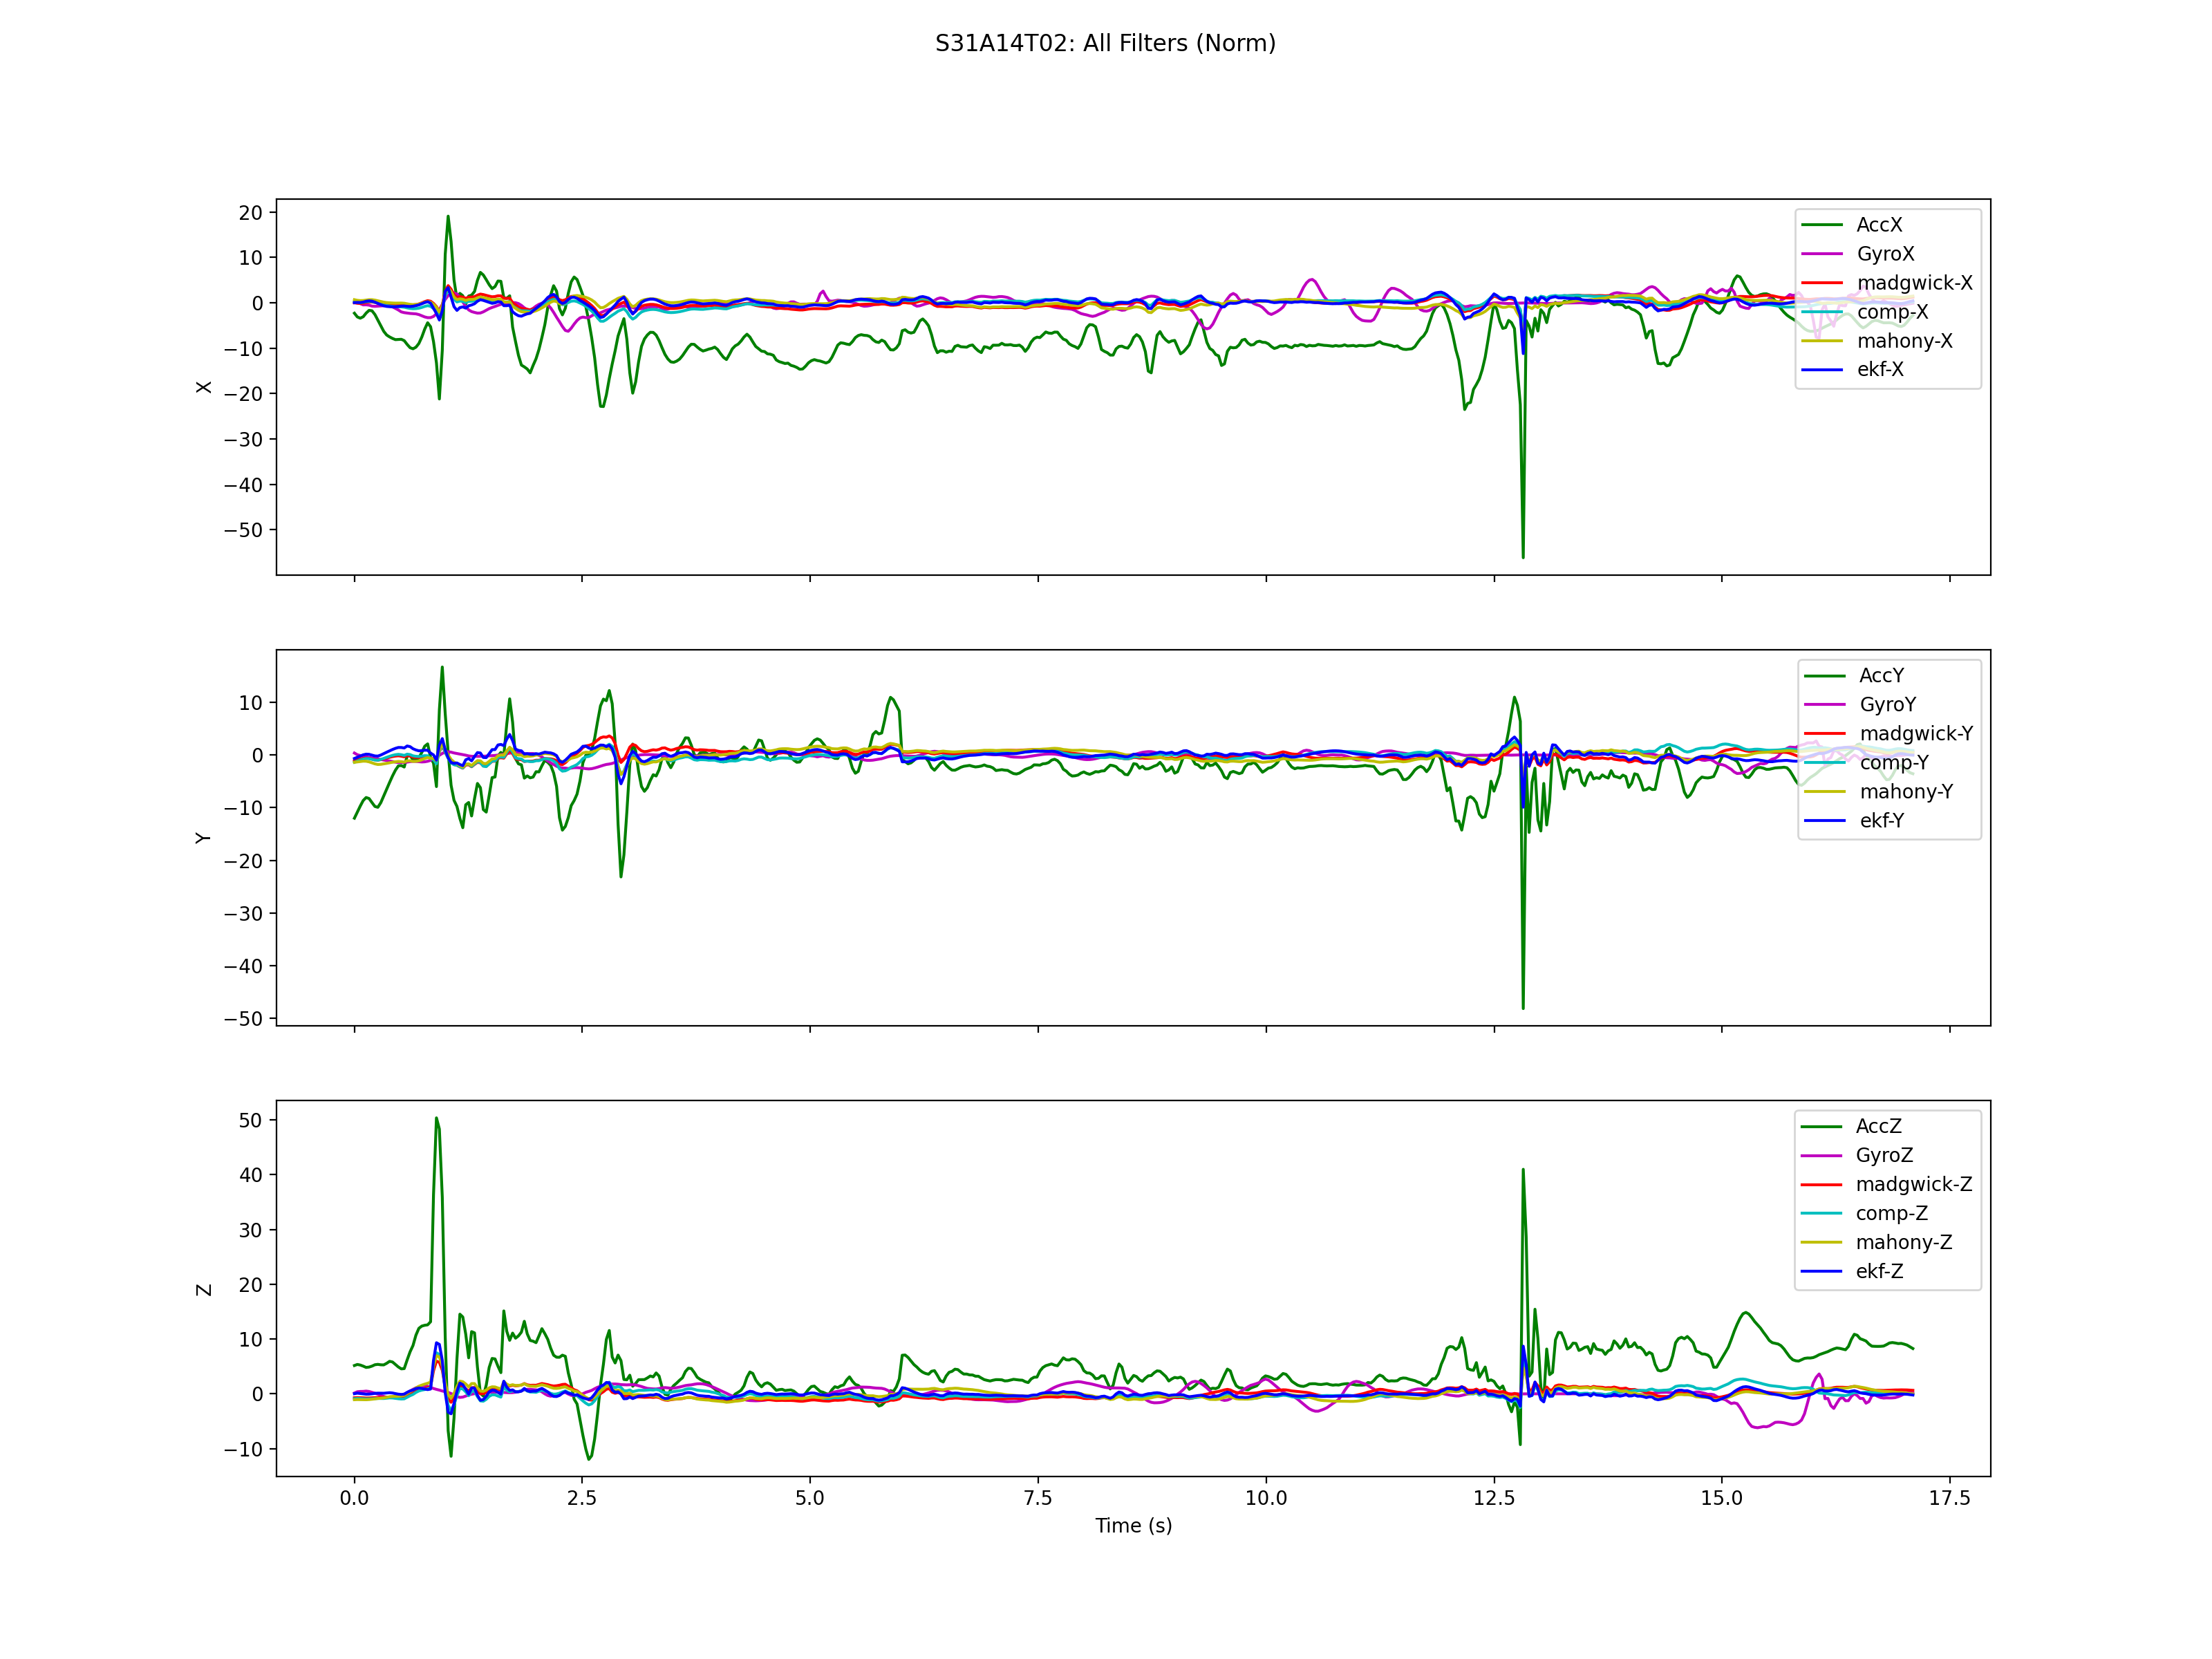 S31A14T02: All Filters (Norm)
20
10
0
−10
−20
−30
−40
−50
X
AccX
GyroX
madgwick-X
comp-X
mahony-X
ekf-X
10
0
−10
−20
−30
−40
−50
Y
AccY
GyroY
madgwick-Y
comp-Y
mahony-Y
ekf-Y
50
40
30
20
10
0
−10
Z
AccZ
GyroZ
madgwick-Z
comp-Z
mahony-Z
ekf-Z
0.0 2.5 5.0 7.5 10.0 12.5 15.0 17.5
Time (s)